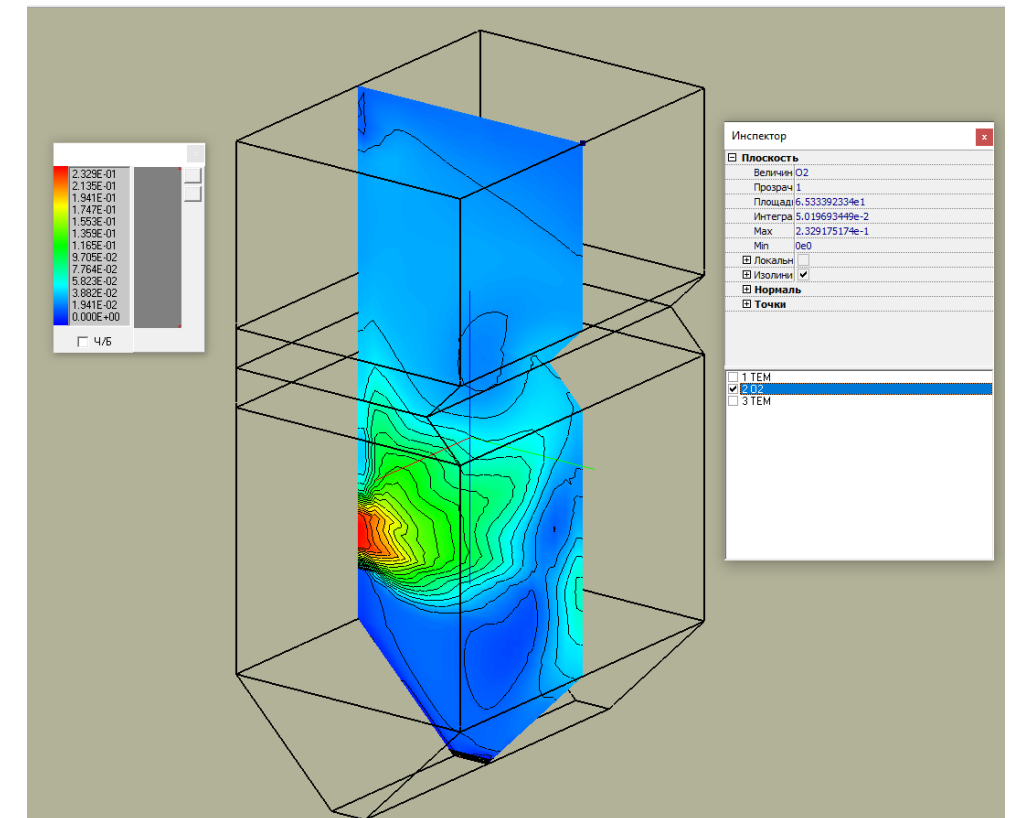 2.329E-01
2.135E-01
1.941E-01
1.747E-01
1.553E-01
1.359E-01
1.165E-01
9.705E-02
7.764E-02
5.823E-02
3.882E-02
1.941E-02
0.000E+00
Ч/Б
Инспектор
Плоскость
Величин O2
Прозрач 1
Площадь 6.533392334e1
Интегра 5.019693449e-2
Max 2.329175174e-1
Min 0e0
Локальн
Изолини
Нормаль
Точки
1 TEM
2 O2
3 TEM